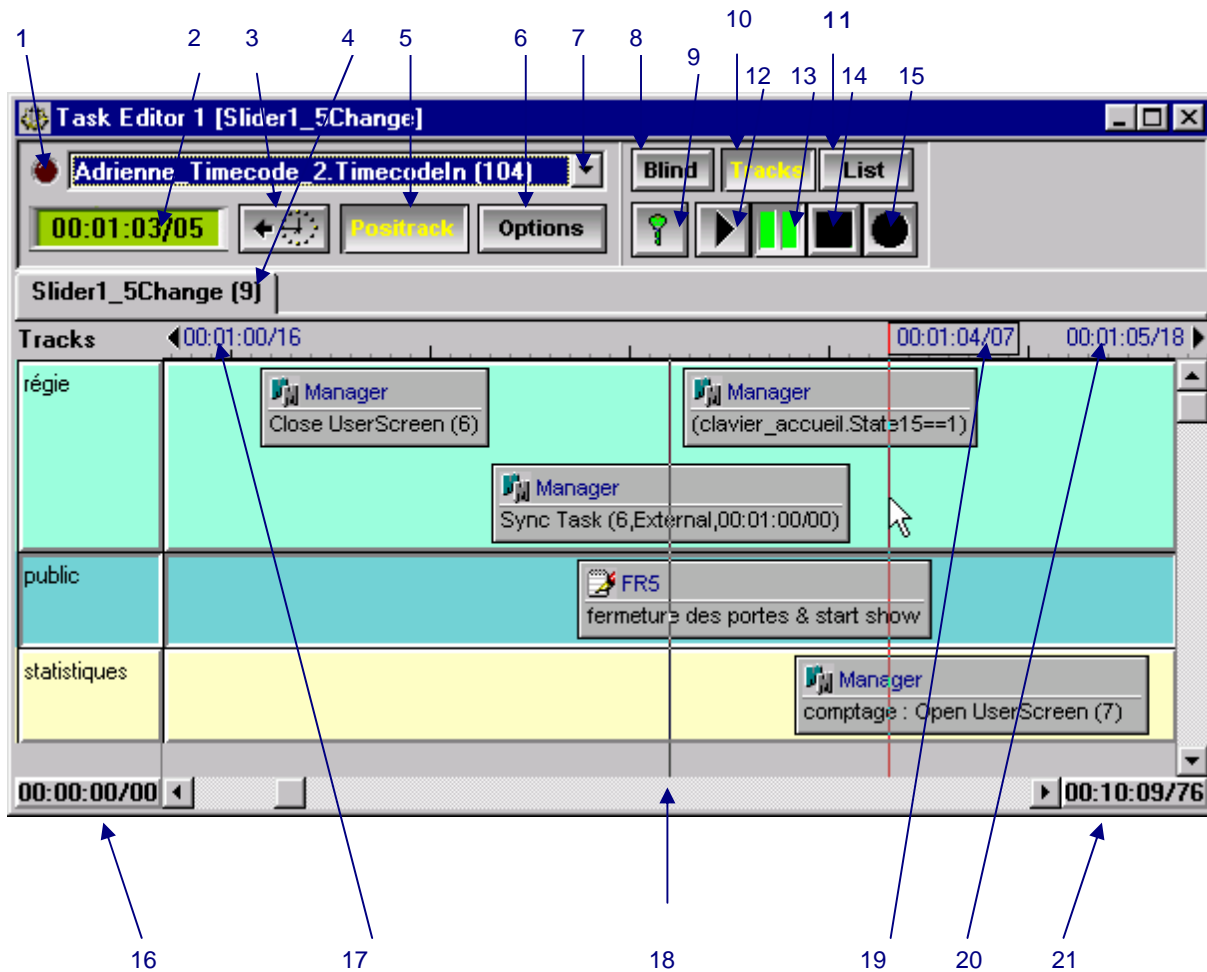 1 2 3 4 5 6 7 8 9 10 11 12 13 14 15
Task Editor 1 [Slider1_5Change]
Adrienne_Timecode_2.TimecodeIn (104)
Blind Tracks List
00:01:03/05 Positrack Options
Slider1_5Change (9)
Tracks 00:01:00/16 00:01:04/07 00:01:05/18
régie
Manager
Close UserScreen (6)
Manager
(clavier_accueil.State15==1)
Manager
Sync Task (6,External,00:01:00/00)
public
FR5
fermeture des portes & start show
statistiques
Manager
comptage : Open UserScreen (7)
00:00:00/00 00:10:09/76
16 17 18 19 20 21